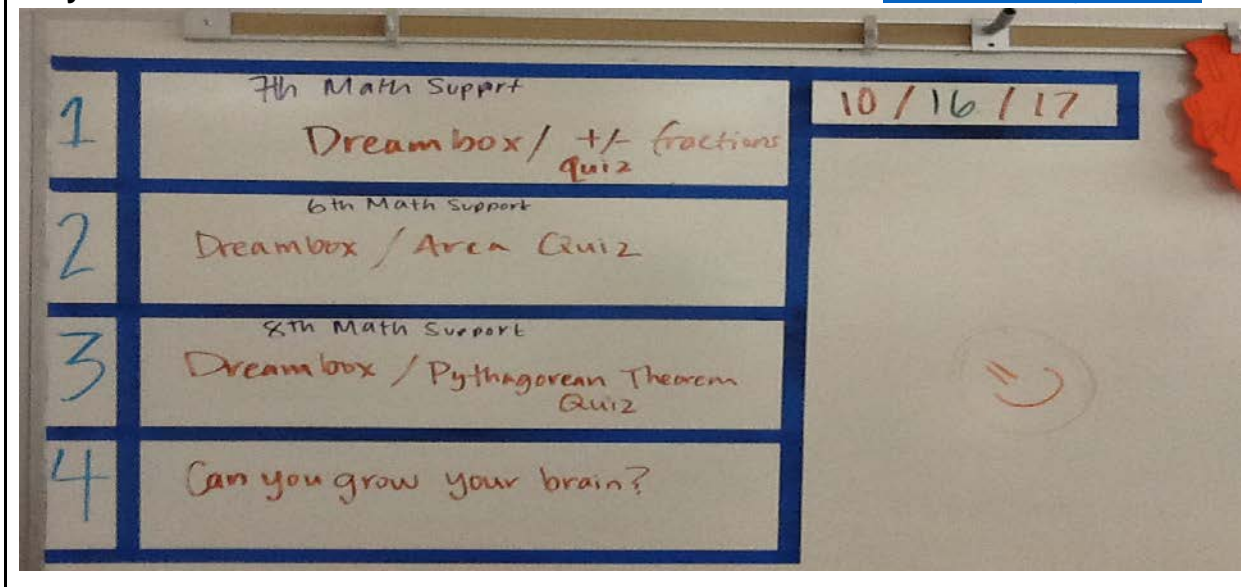 10 / 16 / 17
1
7th Math Support
Dreambox / +/- fractions
quiz
2
6th Math Support
Dreambox / Area Quiz
3
8th Math Support
Dreambox / Pythagorean Theorem
Quiz
4
Can you grow your brain?